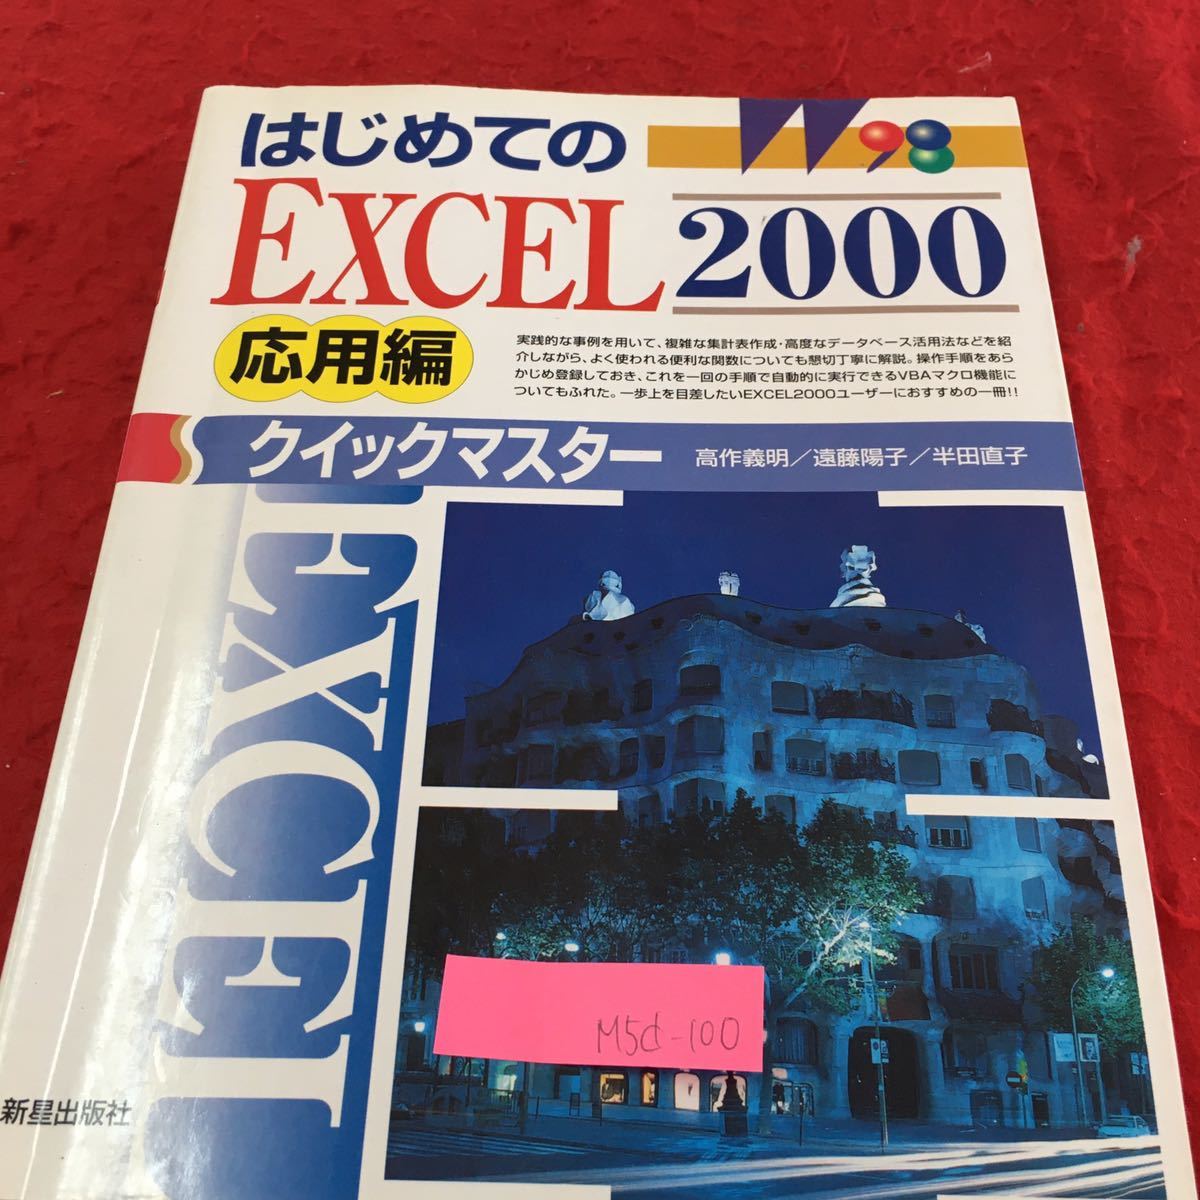 はじめての
W98
EXCEL 2000
応用編
実践的な事例を用いて、複雑な集計表作成・高度なデータベース活用法などを紹
介しながら、よく使われる便利な関数についても懇切丁寧に解説。操作手順をあら
かじめ登録しておき、これを一回の手順で自動的に実行できるVBAマクロ機能に
ついてもふれた。一歩上を目差したいEXCEL2000ユーザーにおすすめの一冊!!
クイックマスター
高作義明／遠藤陽子／半田直子
EXCEL
M5d-100
新星出版社